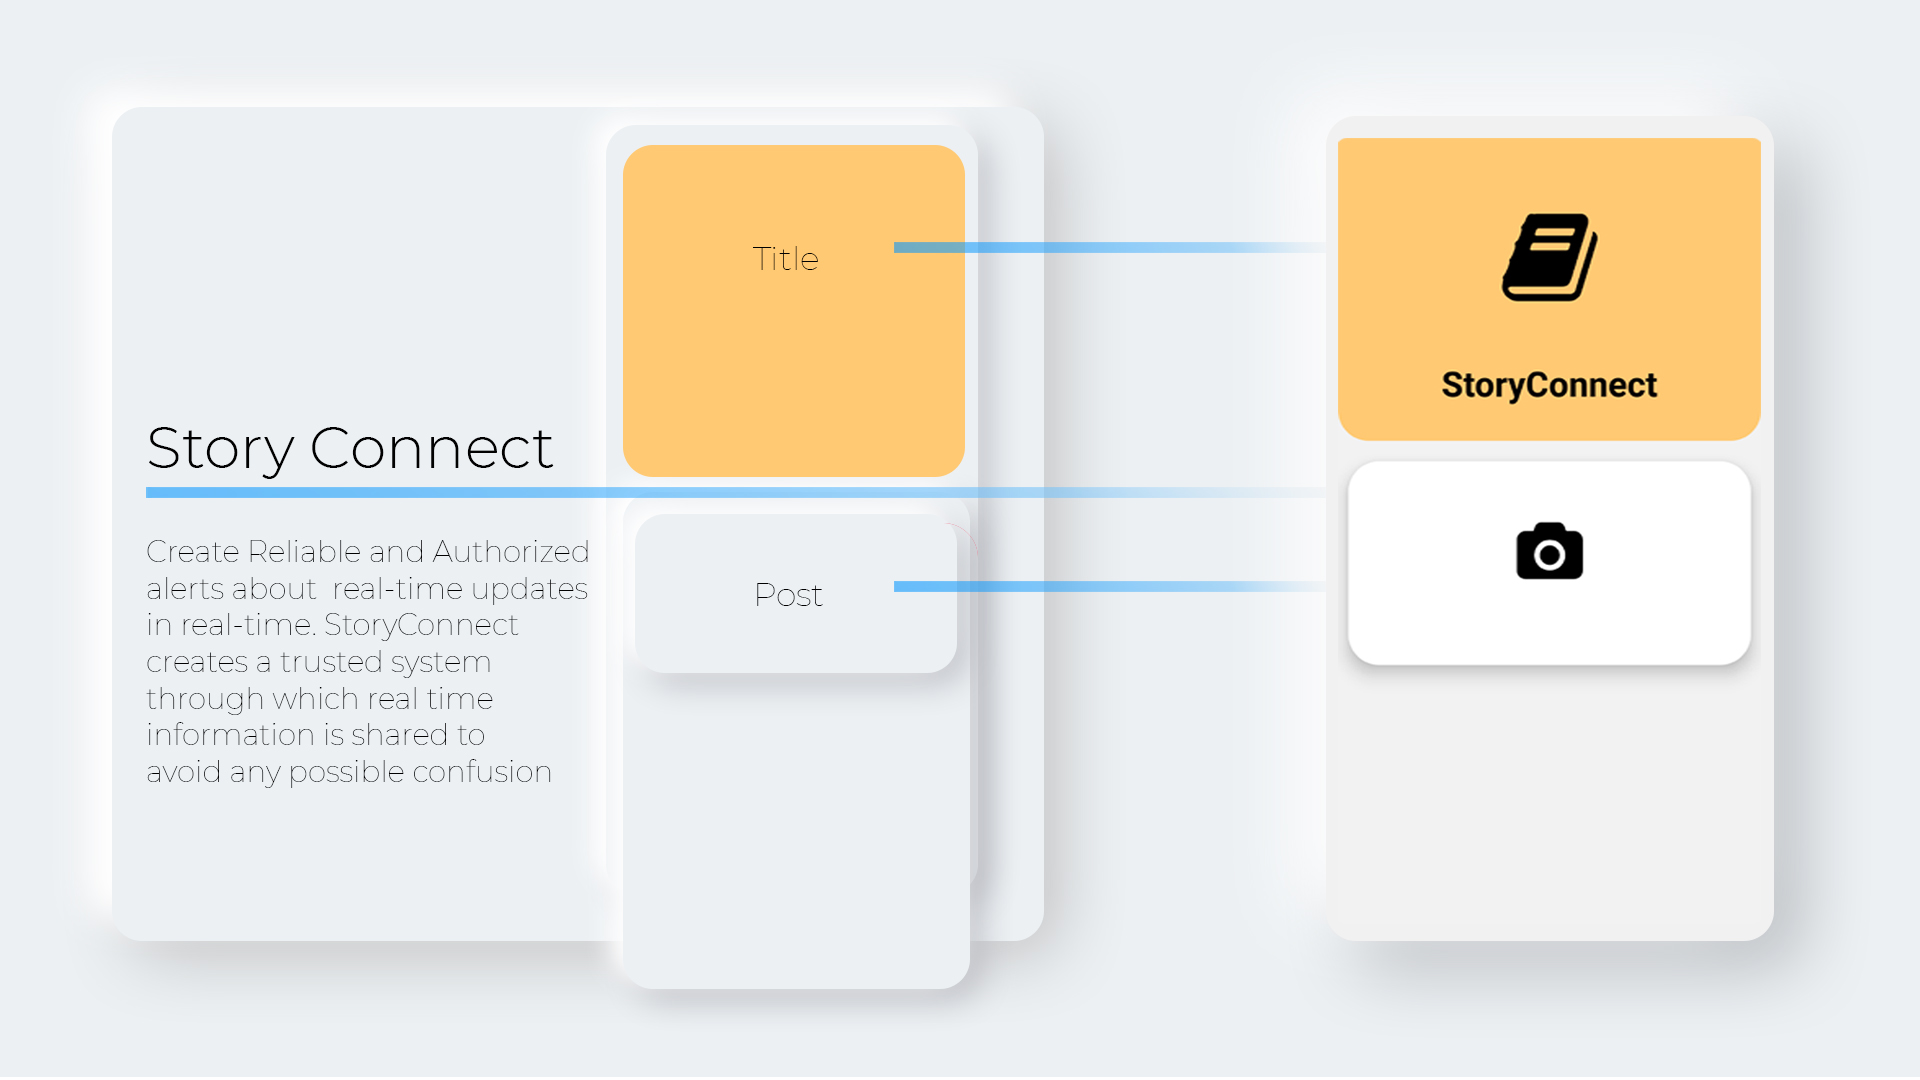 Story Connect
Create Reliable and Authorized
alerts about  real-time updates
in real-time. StoryConnect
creates a trusted system
through which real time
information is shared to
avoid any possible confusion
Title
Post
StoryConnect